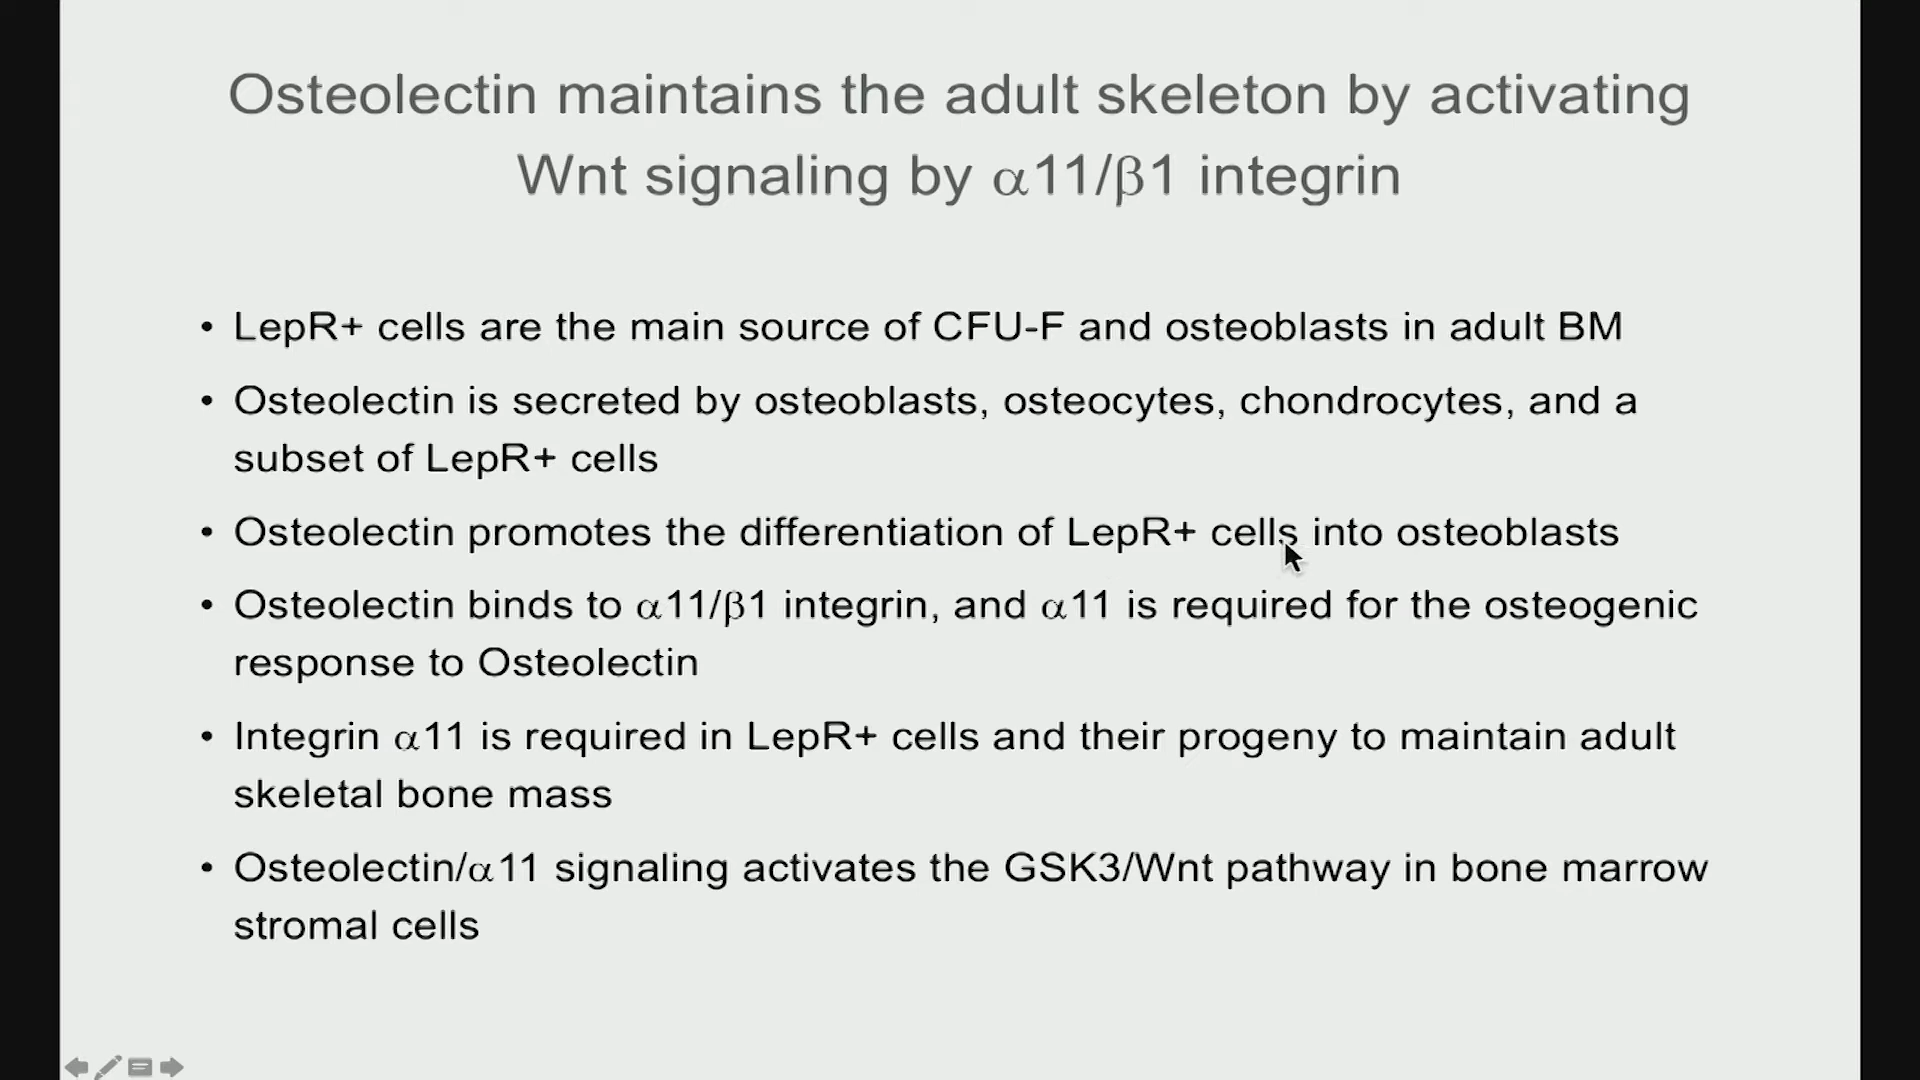 Osteolectin maintains the adult skeleton by activating
Wnt signaling by α11/β1 integrin
• LepR+ cells are the main source of CFU-F and osteoblasts in adult BM
• Osteolectin is secreted by osteoblasts, osteocytes, chondrocytes, and a
subset of LepR+ cells
• Osteolectin promotes the differentiation of LepR+ cells into osteoblasts
• Osteolectin binds to α11/β1 integrin, and α11 is required for the osteogenic
response to Osteolectin
• Integrin α11 is required in LepR+ cells and their progeny to maintain adult
skeletal bone mass
• Osteolectin/α11 signaling activates the GSK3/Wnt pathway in bone marrow
stromal cells